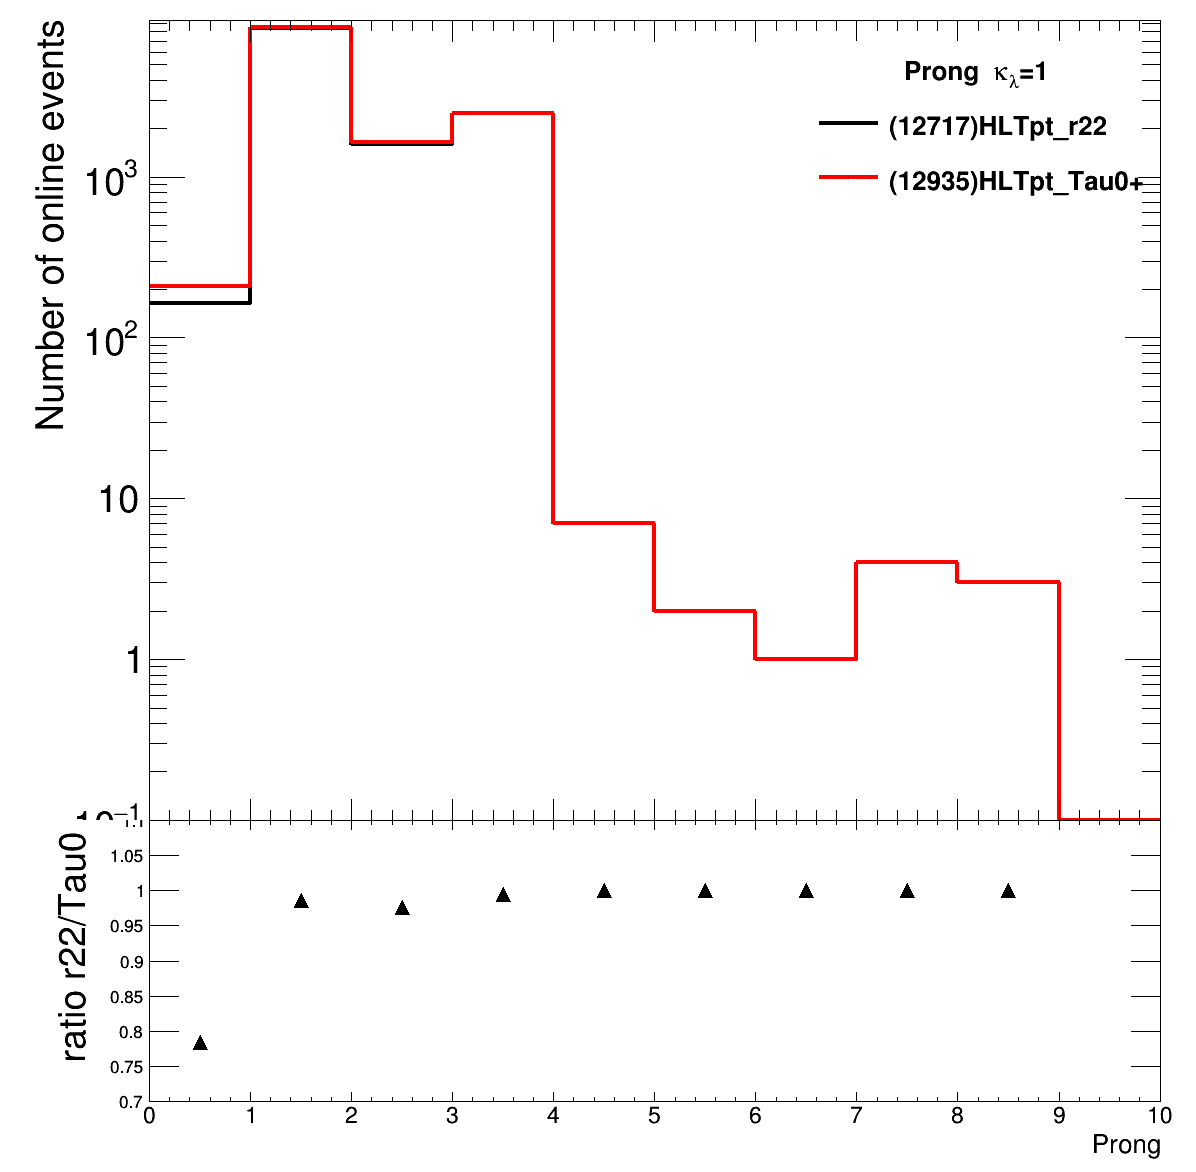 Number of online events
Prong κλ=1
(12717)HLTpt_r22
(12935)HLTpt_Tau0+
10³
10²
10
1
ratio r22/Tau0
1.05
1
0.95
0.9
0.85
0.8
0.75
0.7
0 1 2 3 4 5 6 7 8 9 10
Prong